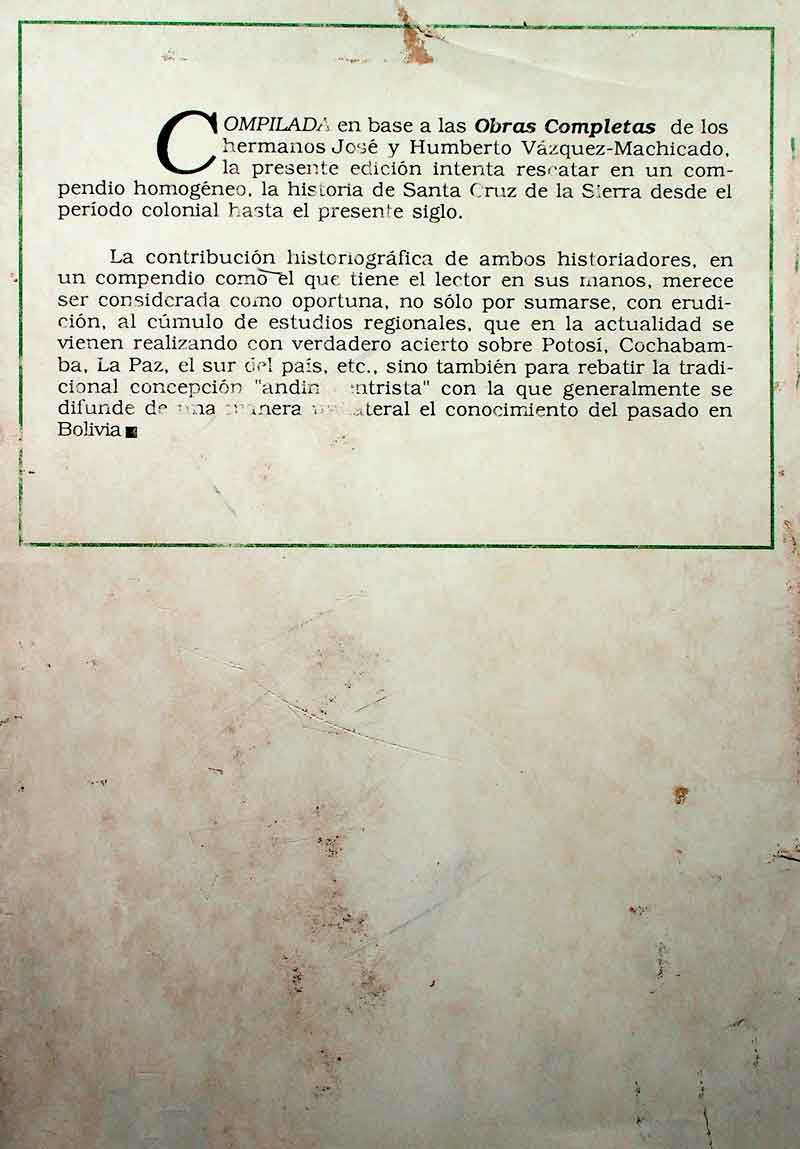 COMPILADA en base a las Obras Completas de los
hermanos José y Humberto Vázquez-Machicado,
la presente edición intenta rescatar en un com-
pendio homogéneo, la historia de Santa Cruz de la Sierra desde el
período colonial hasta el presente siglo.
La contribución historiográfica de ambos historiadores, en
un compendio como el que tiene el lector en sus manos, merece
ser considerada como oportuna, no sólo por sumarse, con erudi-
ción, al cúmulo de estudios regionales, que en la actualidad se
vienen realizando con verdadero acierto sobre Potosí, Cochabam-
ba, La Paz, el sur del país, etc., sino también para rebatir la tradi-
cional concepción con la que generalmente se
difunde de una manera el conocimiento del pasado en
Bolivia